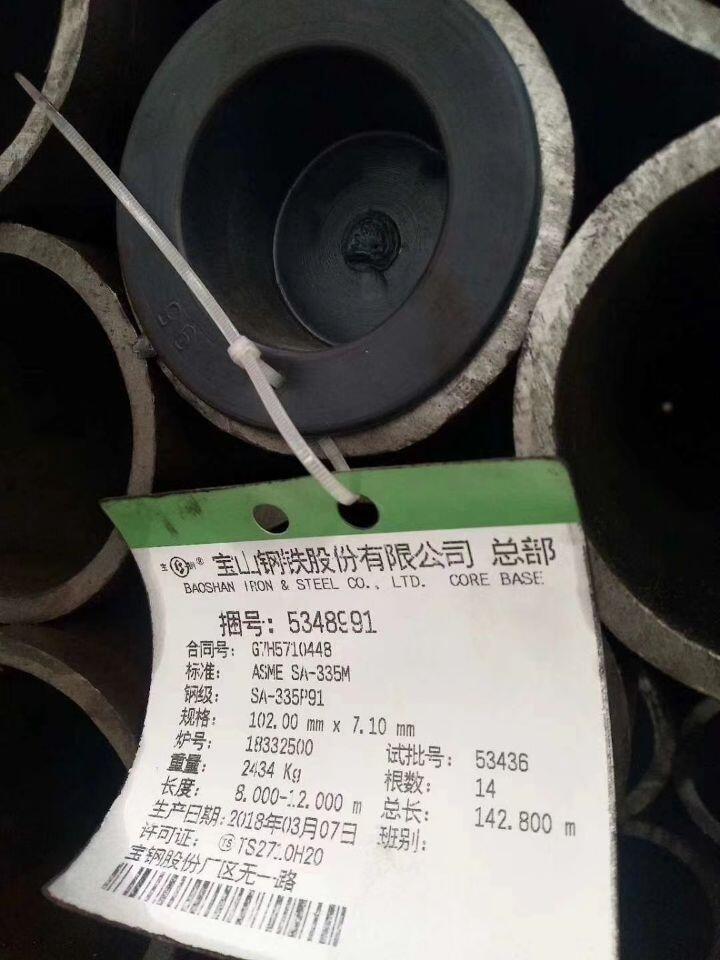 56
宝钢® 宝山钢铁股份有限公司 总部
BAOSHAN IRON & STEEL CO., LTD. CORE BASE
捆号: 5348991
合同号: G7H5710448
标准: ASME SA-335M
钢级: SA-335P91
规格: 102.00 mm x 7.10 mm
炉号: 18332500 试批号: 53436
重量: 2434 Kg 根数: 14
长度: 8.000-12.000 m 总长: 142.800 m
生产日期:2018年03月07日 班别:
许可证: TS TS2710H20
宝钢股份厂区无一路